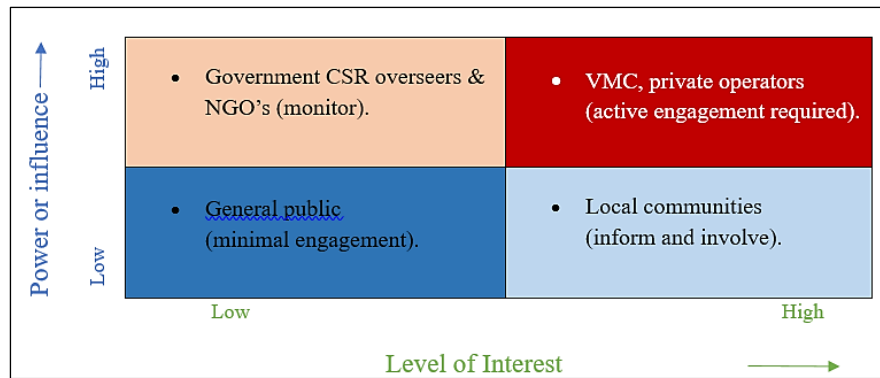 Power or influence
High
Low
• Government CSR overseers &
NGO's (monitor).
• VMC, private operators
(active engagement required).
• General public
(minimal engagement).
• Local communities
(inform and involve).
Low
High
Level of Interest